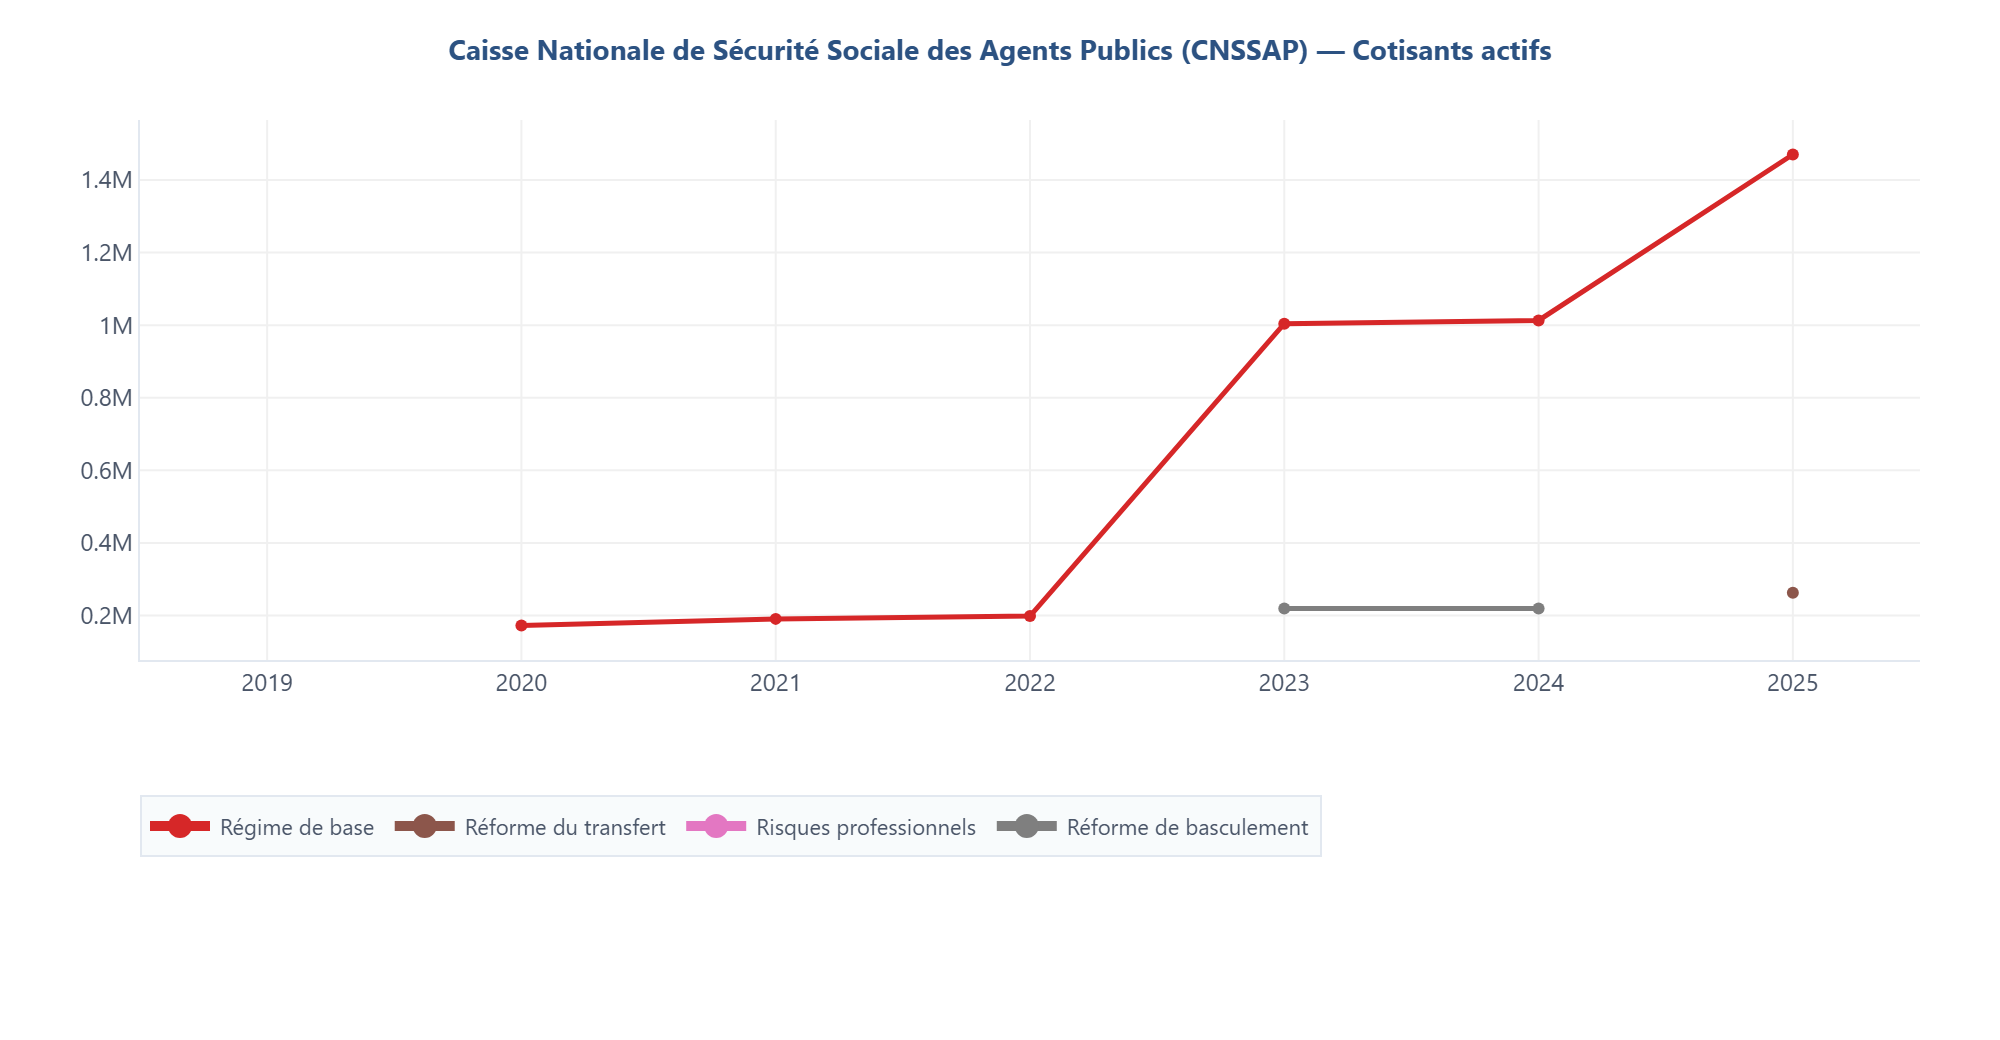 Caisse Nationale de Sécurité Sociale des Agents Publics (CNSSAP) — Cotisants actifs
1.4M
1.2M
1M
0.8M
0.6M
0.4M
0.2M
2019 2020 2021 2022 2023 2024 2025
Régime de base Réforme du transfert Risques professionnels Réforme de basculement